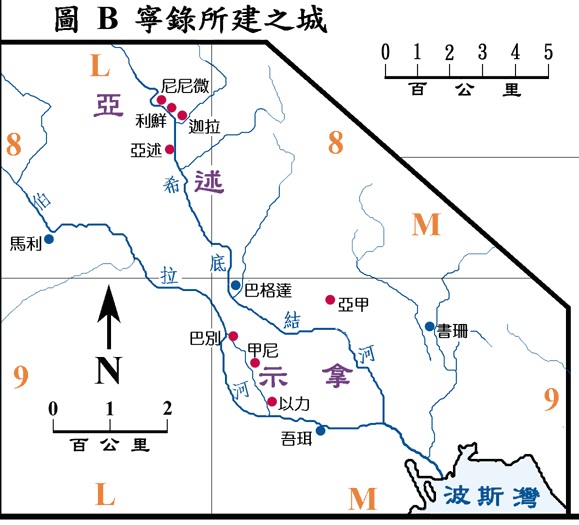 圖 B 寧錄所建之城
0 1 2 3 4 5
百公里
L
尼尼微
亞
利鮮
迦拉
8
8
亞述
希
述
伯
M
馬利
底
拉
巴格達
亞甲
結
書珊
巴別
河
甲尼
N
示拿
9
河
9
以力
0 1 2
百公里
吾珥
L
M
波斯灣